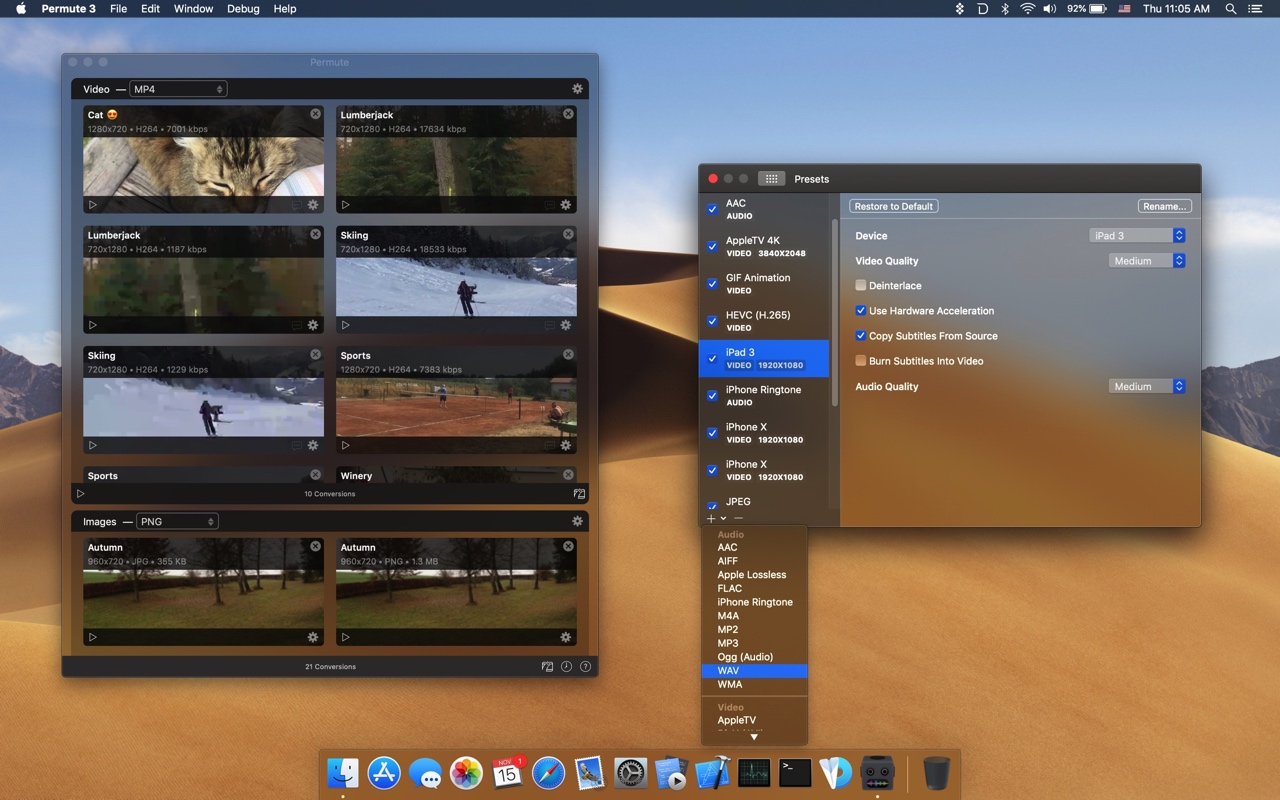 Permute 3 File Edit Window Debug Help
92% Thu 11:05 AM
Permute
Video — MP4
Cat 😍
1280x720 • H264 • 7001 kbps
Lumberjack
720x1280 • H264 • 17634 kbps
Lumberjack
720x1280 • H264 • 1187 kbps
Skiing
720x1280 • H264 • 18533 kbps
Skiing
720x1280 • H264 • 1229 kbps
Sports
1280x720 • H264 • 7383 kbps
Sports
Winery
10 Conversions
Images — PNG
Autumn
960x720 • JPG • 355 KB
Autumn
960x720 • PNG • 1.3 MB
21 Conversions
?
Presets
AAC
AUDIO
AppleTV 4K
VIDEO 3840X2048
GIF Animation
VIDEO
HEVC (H.265)
VIDEO
iPad 3
VIDEO 1920X1080
iPhone Ringtone
AUDIO
iPhone X
VIDEO 1920X1080
iPhone X
VIDEO 1920X1080
JPEG
Restore to Default
Rename...
Device
iPad 3
Video Quality
Medium
Deinterlace
Use Hardware Acceleration
Copy Subtitles From Source
Burn Subtitles Into Video
Audio Quality
Medium
Audio
AAC
AIFF
Apple Lossless
FLAC
iPhone Ringtone
M4A
MP2
MP3
Ogg (Audio)
WAV
WMA
Video
AppleTV
NOV
15
1
>_